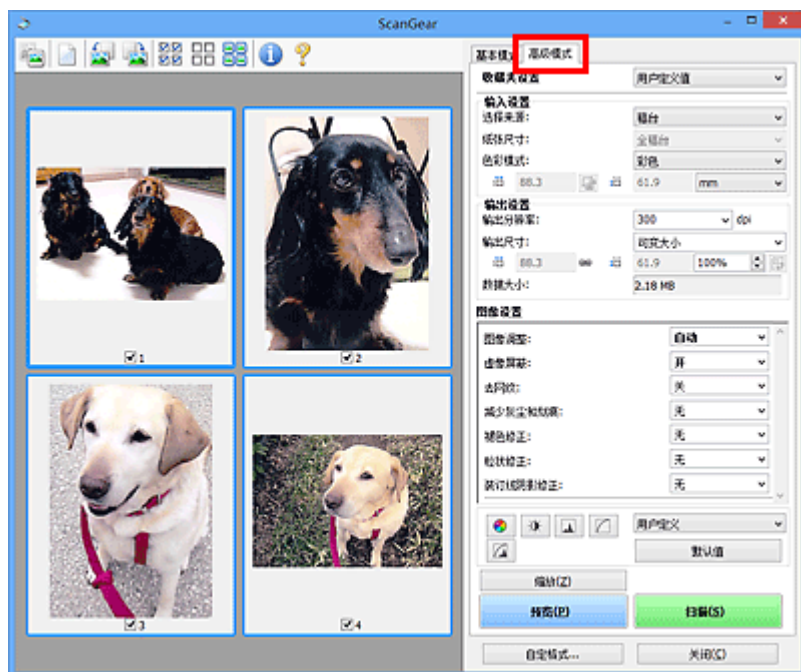 ScanGear
基本模式 高级模式
收藏夹设置 用户定义值
输入设置
选择来源: 稿台
纸张尺寸: 全稿台
色彩模式: 彩色
88.3 61.9 mm
输出设置
输出分辨率: 300 dpi
输出尺寸: 可变大小
88.3 61.9 100%
数据大小: 2.18 MB
图像设置
图像调整: 自动
虚像屏蔽: 开
去网纹: 关
减少灰尘和划痕: 无
褪色修正: 无
粒状修正: 无
装订线阴影修正: 无
用户定义
默认值
缩放(Z)
预览(P) 扫描(S)
自定格式... 关闭(C)
1
2
3
4